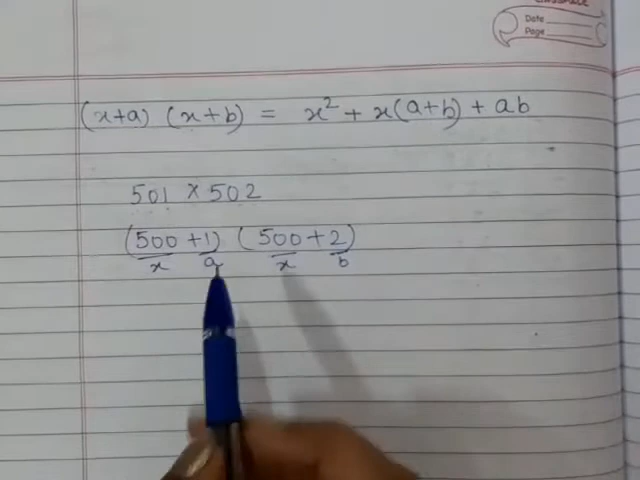 Date
Page
(x+a) (x+b) = x² + x(a+b) + ab
501 × 502
(500 + 1) (500 + 2)
x a x b